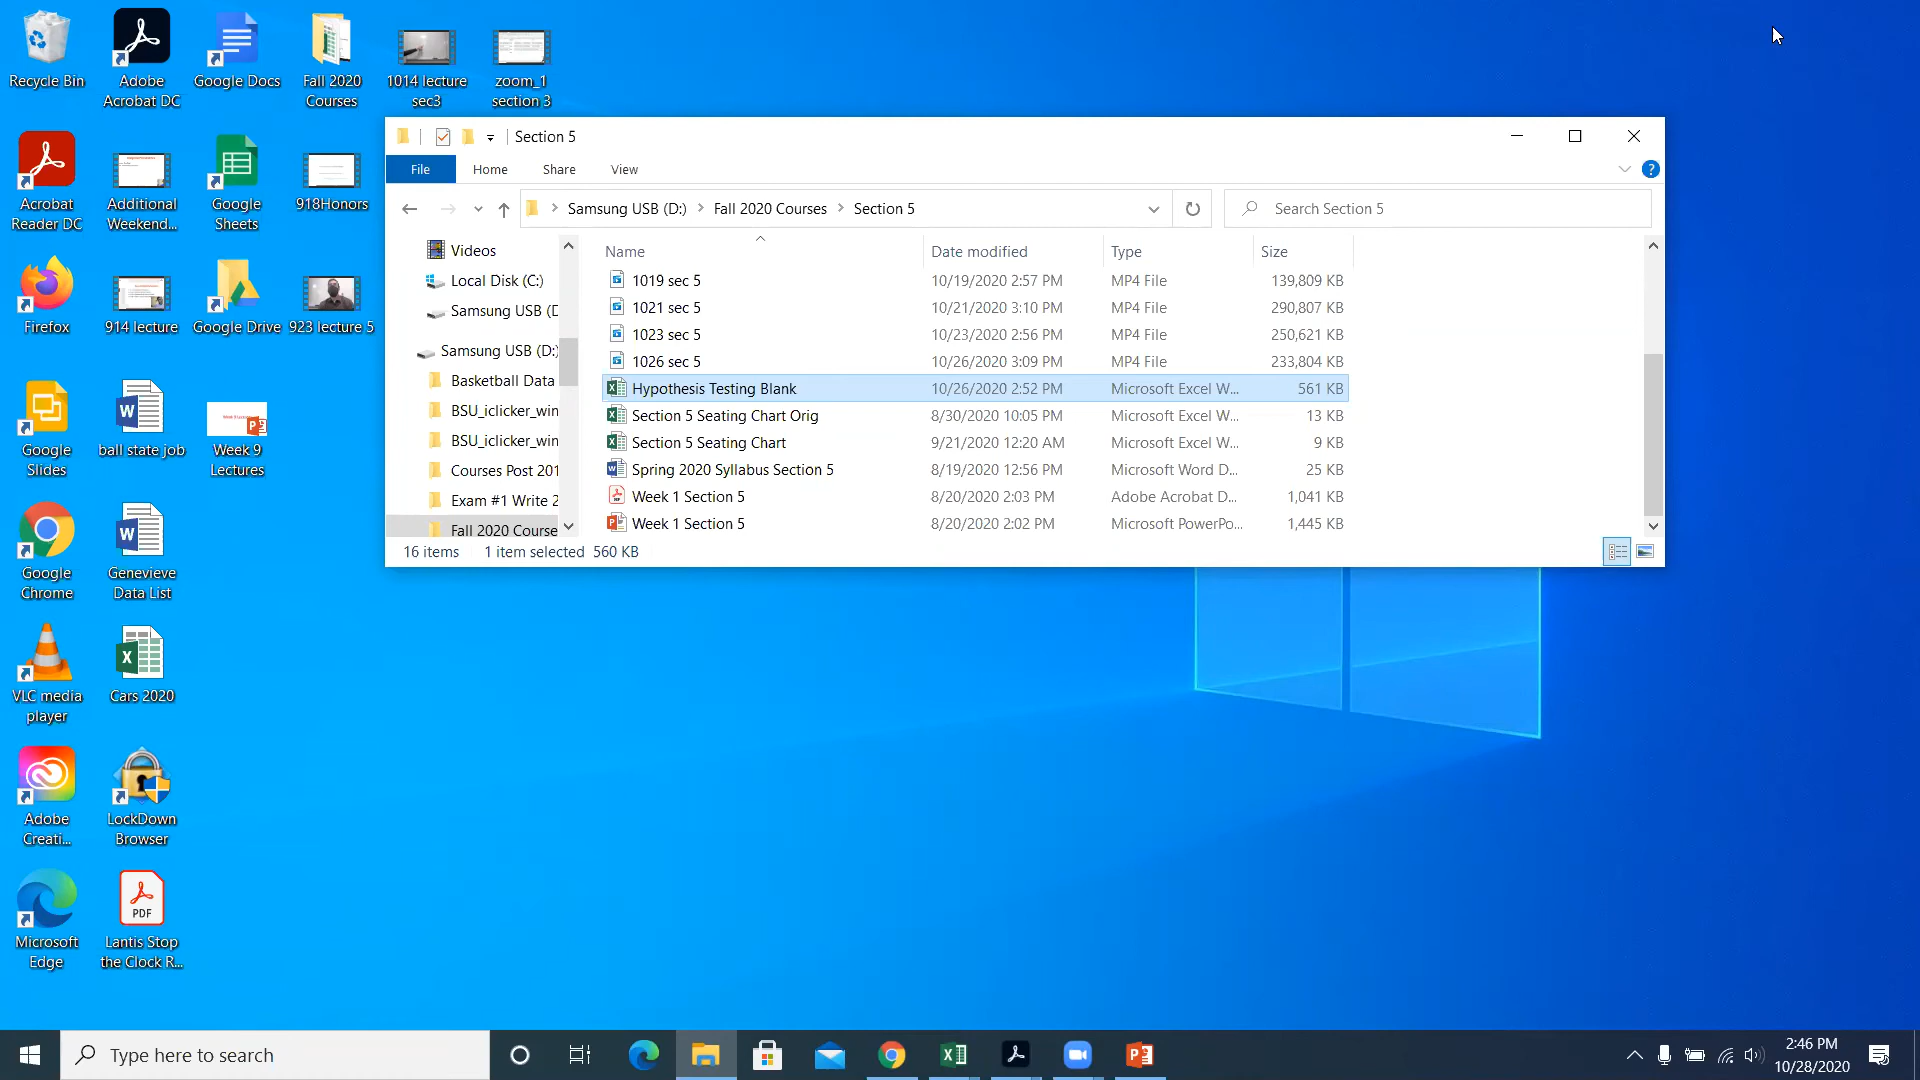 Recycle Bin
Adobe
Acrobat DC
Google Docs
Fall 2020
Courses
1014 lecture
sec3
zoom_1
section 3
Acrobat
Reader DC
Additional
Weekend...
Google
Sheets
918Honors
Firefox
914 lecture
Google Drive
923 lecture 5
Google
Slides
ball state job
Week 9
Lectures
Google
Chrome
Genevieve
Data List
VLC media
player
Cars 2020
Adobe
Creati...
LockDown
Browser
Microsoft
Edge
PDF
Lantis Stop
the Clock R...
Section 5
File Home Share View
Samsung USB (D:) Fall 2020 Courses Section 5
Search Section 5
Videos
Local Disk (C:)
Samsung USB (D
Samsung USB (D:)
Basketball Data
BSU_iclicker_win
BSU_iclicker_win
Courses Post 201
Exam #1 Write 2
Fall 2020 Course
Name Date modified Type Size
1019 sec 5 10/19/2020 2:57 PM MP4 File 139,809 KB
1021 sec 5 10/21/2020 3:10 PM MP4 File 290,807 KB
1023 sec 5 10/23/2020 2:56 PM MP4 File 250,621 KB
1026 sec 5 10/26/2020 3:09 PM MP4 File 233,804 KB
Hypothesis Testing Blank 10/26/2020 2:52 PM Microsoft Excel W... 561 KB
Section 5 Seating Chart Orig 8/30/2020 10:05 PM Microsoft Excel W... 13 KB
Section 5 Seating Chart 9/21/2020 12:20 AM Microsoft Excel W... 9 KB
Spring 2020 Syllabus Section 5 8/19/2020 12:56 PM Microsoft Word D... 25 KB
Week 1 Section 5 8/20/2020 2:03 PM Adobe Acrobat D... 1,041 KB
Week 1 Section 5 8/20/2020 2:02 PM Microsoft PowerPo... 1,445 KB
16 items 1 item selected 560 KB
Type here to search
2:46 PM
10/28/2020